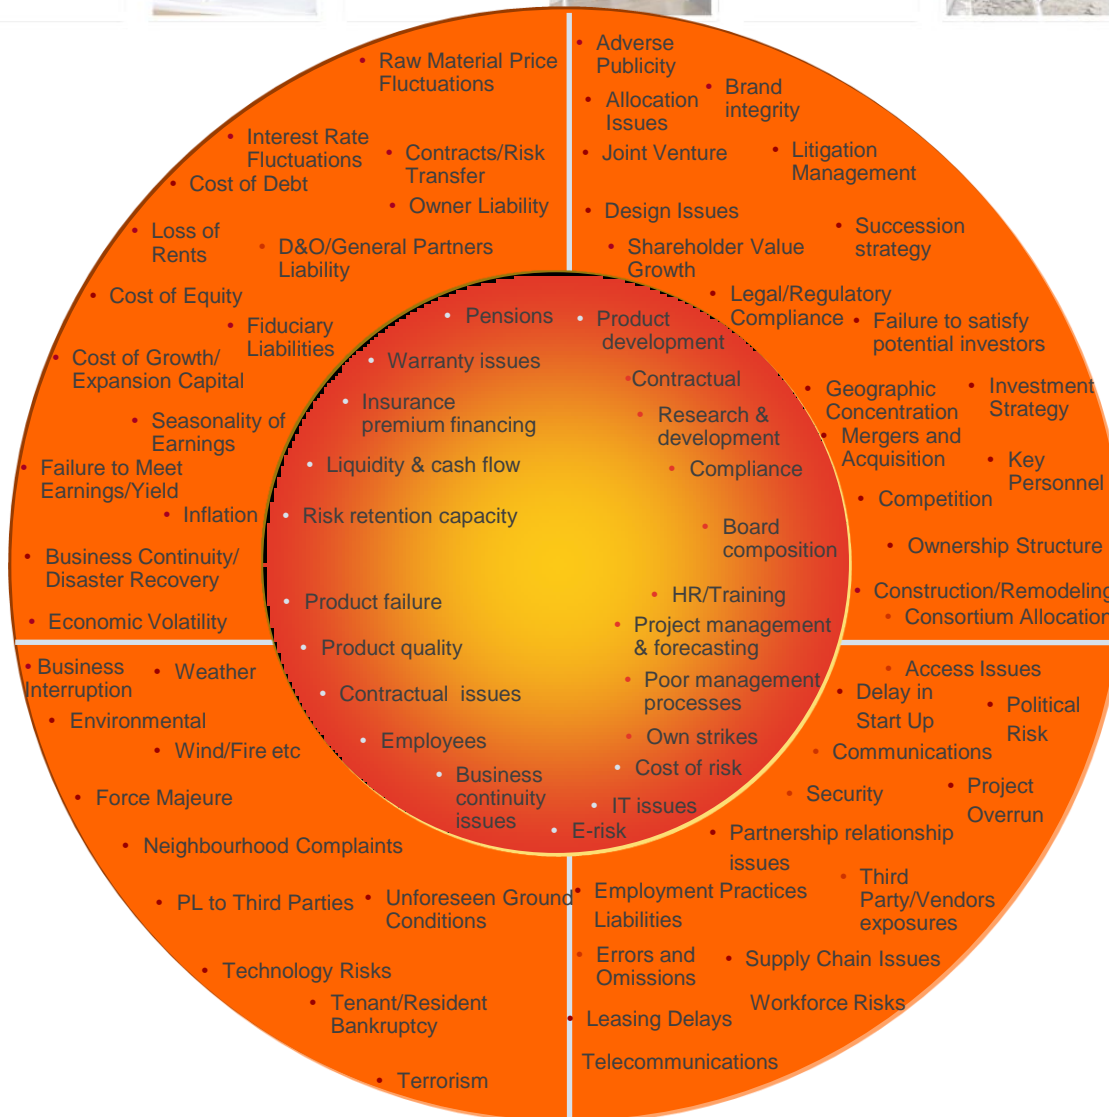 • Raw Material Price
Fluctuations
• Interest Rate
Fluctuations
• Contracts/Risk
Transfer
• Cost of Debt
• Owner Liability
• Loss of
Rents
• D&O/General Partners
Liability
• Cost of Equity
• Fiduciary
Liabilities
• Cost of Growth/
Expansion Capital
• Seasonality of
Earnings
• Failure to Meet
Earnings/Yield
• Inflation
• Business Continuity/
Disaster Recovery
• Economic Volatility
• Adverse
Publicity
• Brand
integrity
• Allocation
Issues
• Joint Venture
• Litigation
Management
• Design Issues
• Succession
strategy
• Shareholder Value
Growth
• Legal/Regulatory
Compliance
• Failure to satisfy
potential investors
• Geographic
Concentration
• Investment
Strategy
• Mergers and
Acquisition
• Key
Personnel
• Competition
• Ownership Structure
• Construction/Remodeling
• Consortium Allocation
• Pensions
• Warranty issues
• Insurance
premium financing
• Liquidity & cash flow
• Risk retention capacity
• Product
development
• Contractual
• Research &
development
• Compliance
• Board
composition
• HR/Training
• Project management
& forecasting
• Poor management
processes
• Own strikes
• Cost of risk
• IT issues
• E-risk
• Product failure
• Product quality
• Contractual issues
• Employees
• Business
continuity
issues
• Business
Interruption
• Weather
• Environmental
• Wind/Fire etc
• Force Majeure
• Neighbourhood Complaints
• PL to Third Parties
• Unforeseen Ground
Conditions
• Technology Risks
• Tenant/Resident
Bankruptcy
• Terrorism
• Access Issues
• Delay in
Start Up
• Political
Risk
• Communications
• Security
• Project
Overrun
• Partnership relationship
issues
• Third
Party/Vendors
exposures
• Employment Practices
Liabilities
• Errors and
Omissions
• Supply Chain Issues
Workforce Risks
• Leasing Delays
Telecommunications